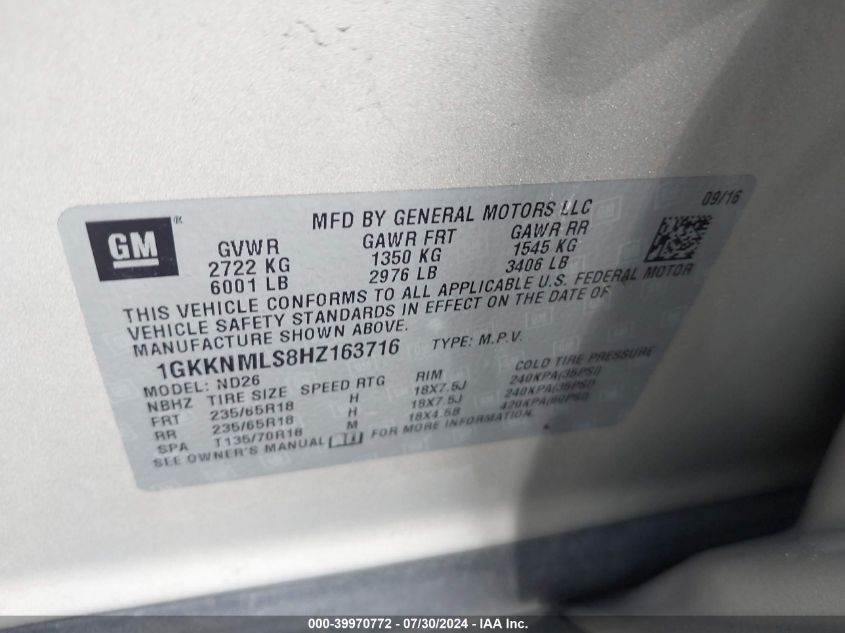 GM ®
MFD BY GENERAL MOTORS LLC
09/16
GVWR GAWR FRT GAWR RR
2722 KG 1350 KG 1545 KG
6001 LB 2976 LB 3406 LB
THIS VEHICLE CONFORMS TO ALL APPLICABLE U.S. FEDERAL MOTOR
VEHICLE SAFETY STANDARDS IN EFFECT ON THE DATE OF
MANUFACTURE SHOWN ABOVE.
1GKKNMLS8HZ163716 TYPE: M.P.V.
MODEL: ND26
NBHZ TIRE SIZE SPEED RTG RIM COLD TIRE PRESSURE
FRT 235/65R18 H 18X7.5J 240KPA(35PSI)
RR 235/65R18 H 18X7.5J 240KPA(35PSI)
SPA T135/70R18 M 18X4.5B 420KPA(60PSI)
SEE OWNER'S MANUAL FOR MORE INFORMATION.
000-39970772 - 07/30/2024 - IAA Inc.